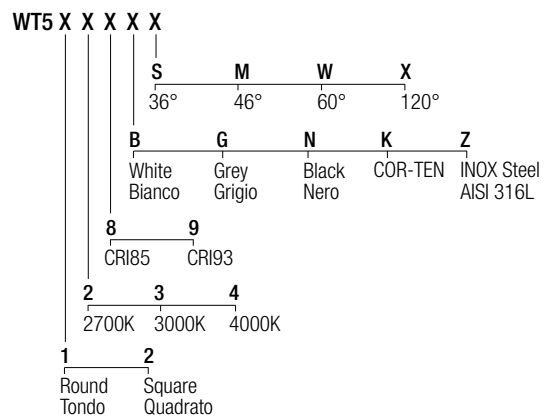 WT5 X X X X X
S M W X
36° 46° 60° 120°
B G N K Z
White Grey Black COR-TEN INOX Steel
Bianco Grigio Nero AISI 316L
8 9
CRI85 CRI93
2 3 4
2700K 3000K 4000K
1 2
Round Square
Tondo Quadrato